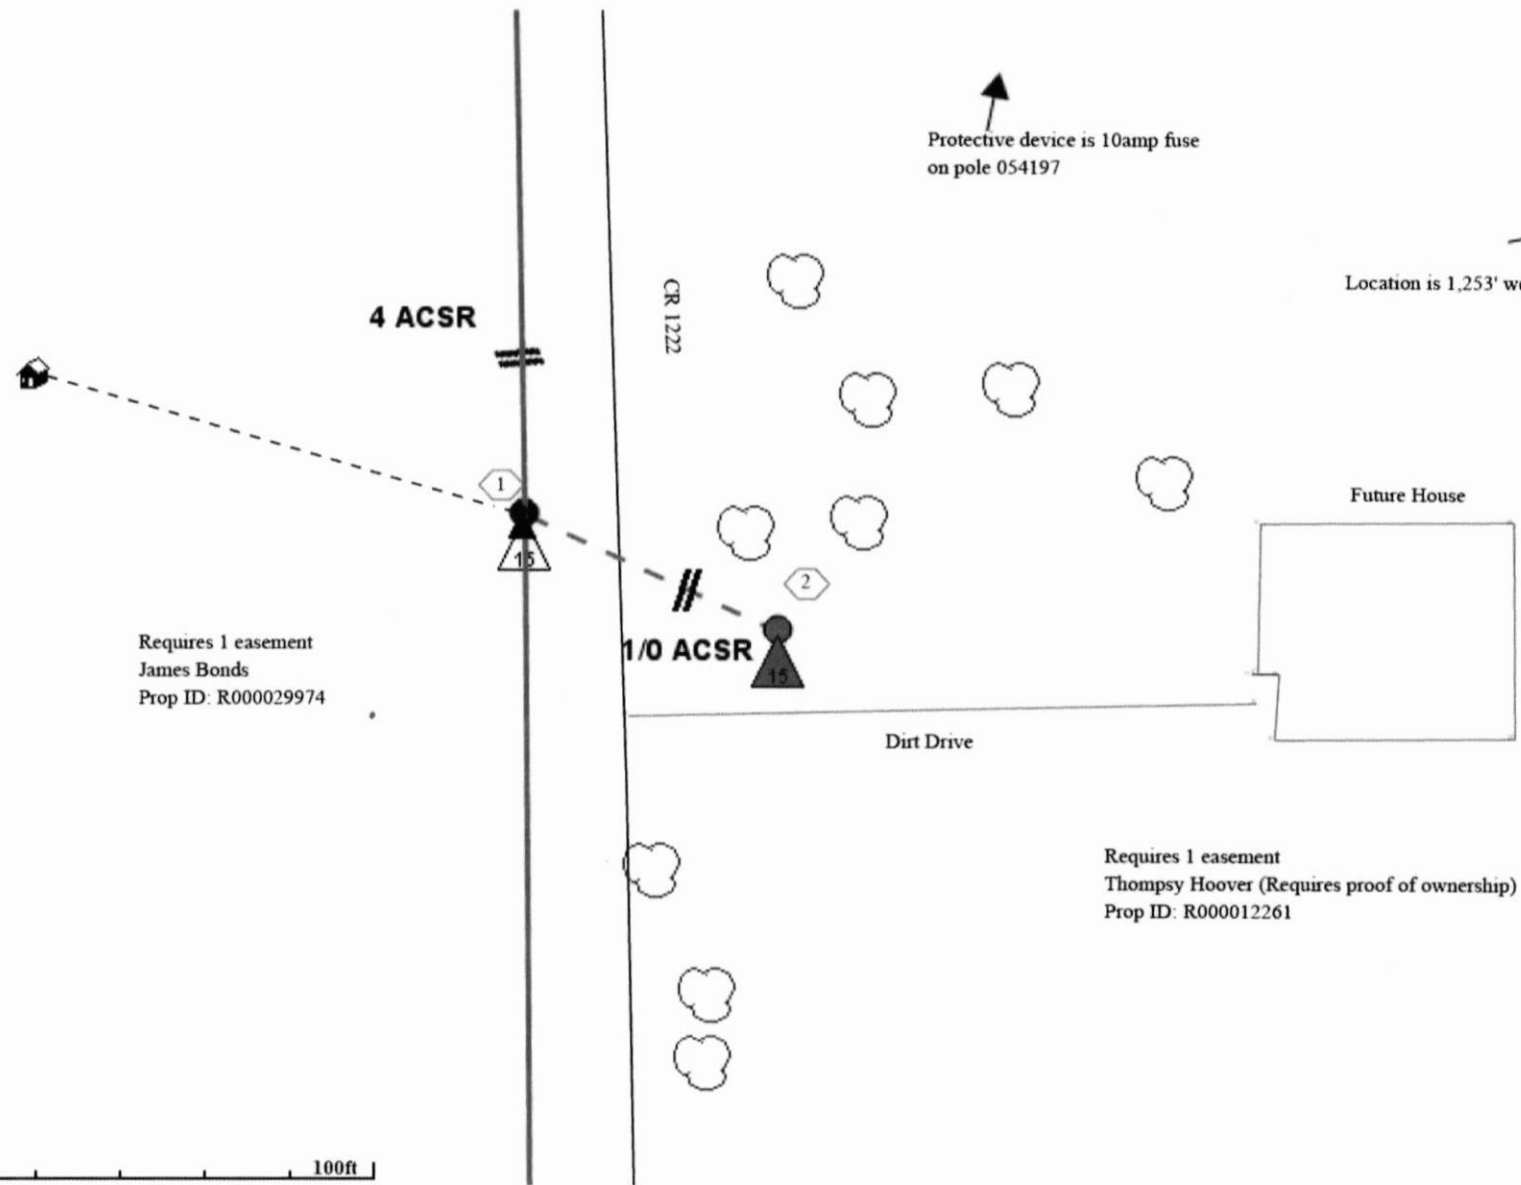 Protective device is 10amp fuse
on pole 054197
Location is 1,253'
CR 1222
4 ACSR
1
15
Future House
2
1/0 ACSR
15
Requires 1 easement
James Bonds
Prop ID: R000029974
Dirt Drive
Requires 1 easement
Thompsy Hoover (Requires proof of ownership)
Prop ID: R000012261
100ft